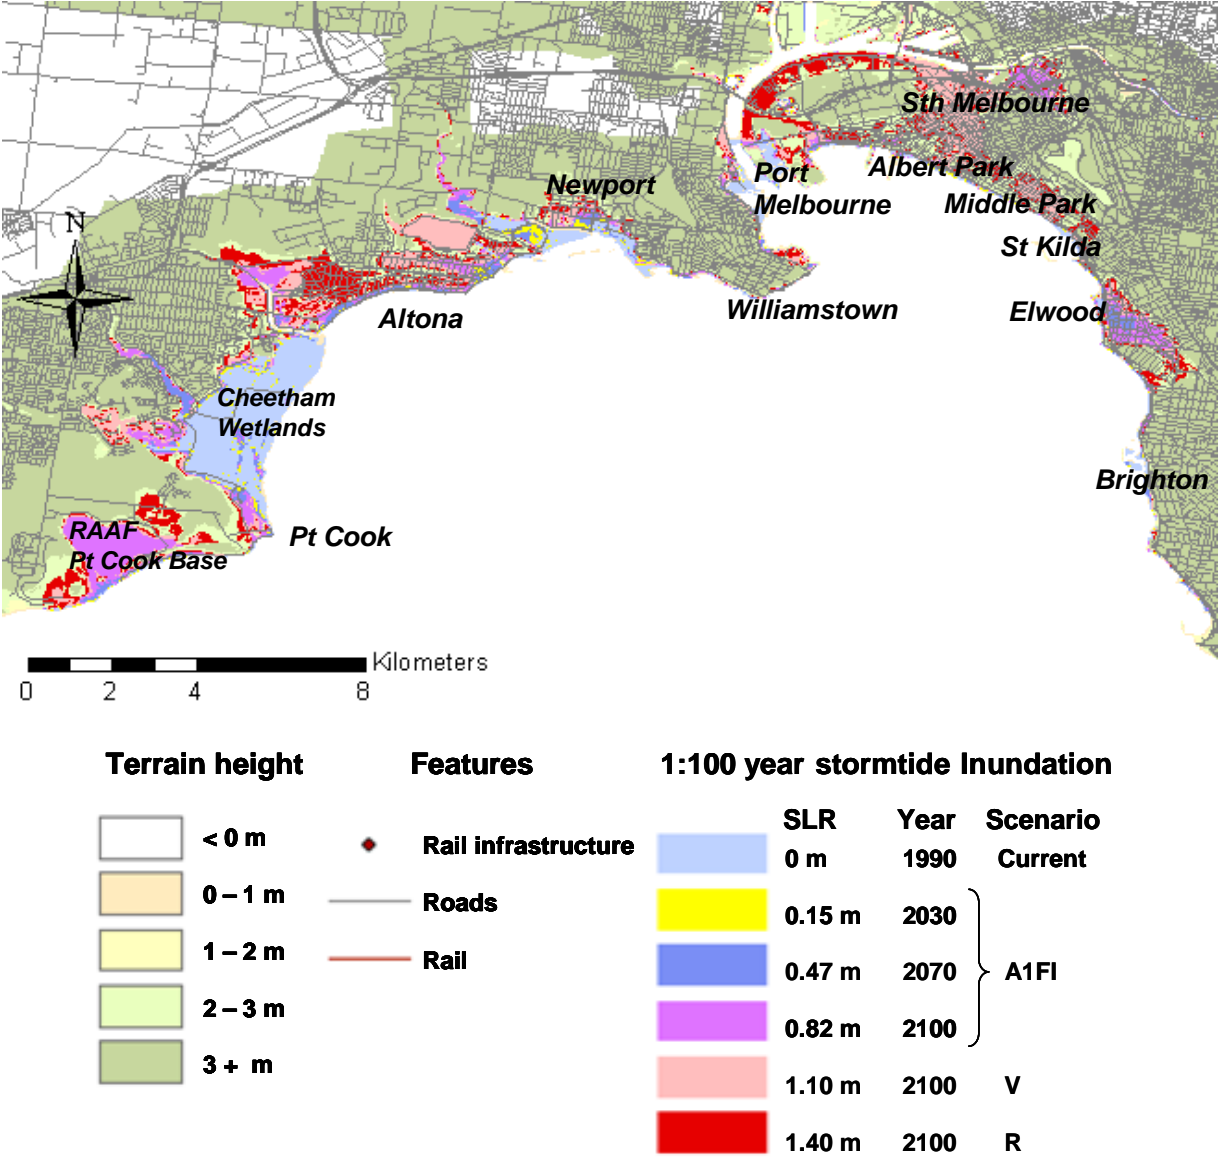 Sth Melbourne
Albert Park
Port
Melbourne
Newport
Middle Park
N
St Kilda
Williamstown
Elwood
Altona
Cheetham
Wetlands
Brighton
RAAF
Pt Cook Base
Pt Cook
Kilometers
0 2 4 8
Terrain height
< 0 m
0 – 1 m
1 – 2 m
2 – 3 m
3 + m
Features
Rail infrastructure
Roads
Rail
1:100 year stormtide Inundation
SLR Year Scenario
0 m 1990 Current
0.15 m 2030
0.47 m 2070 A1FI
0.82 m 2100
1.10 m 2100 V
1.40 m 2100 R